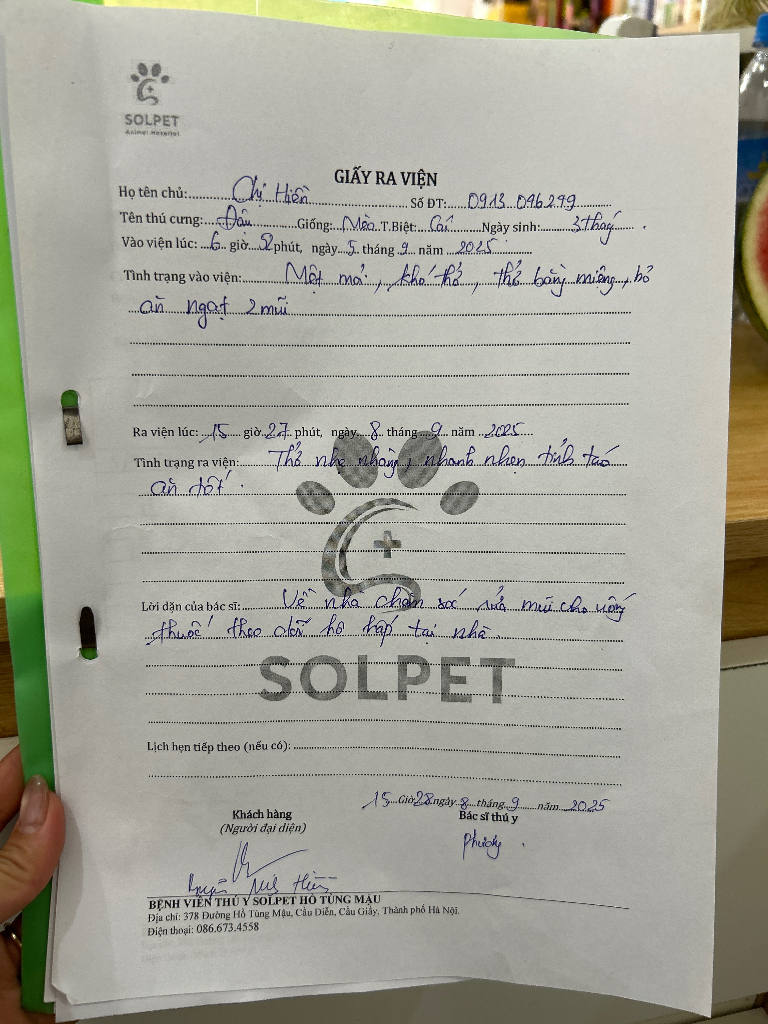 SOLPET
Animal Hospital
GIẤY RA VIỆN
Họ tên chủ: Chị Hiền Số ĐT: 0913 096299
Tên thú cưng: Đậu Giống: Mèo T.Biệt: Cái Ngày sinh: 3 tháng
Vào viện lúc: 6 giờ 52 phút, ngày 5 tháng 9 năm 2025
Tình trạng vào viện: Mệt mỏi, khó thở, thở bằng miệng, bỏ
ăn ngạt 2 mũi
Ra viện lúc: 15 giờ 27 phút, ngày 8 tháng 9 năm 2025
Tình trạng ra viện: Thở nhẹ nhàng, nhanh nhẹn tỉnh táo
ăn tốt.
Lời dặn của bác sĩ: Về nhà chăm sóc rửa mũi cho uống
thuốc theo dõi hô hấp tại nhà.
SOLPET
Lịch hẹn tiếp theo (nếu có):
15 Giờ 28 ngày 8 tháng 9 năm 2025
Khách hàng Bác sĩ thú y
(Người đại diện)
Phương
Hiền
BỆNH VIỆN THÚ Y SOLPET HỒ TÙNG MẬU
Địa chỉ: 378 Đường Hồ Tùng Mậu, Cầu Diễn, Cầu Giấy, Thành phố Hà Nội.
Điện thoại: 086.673.4558